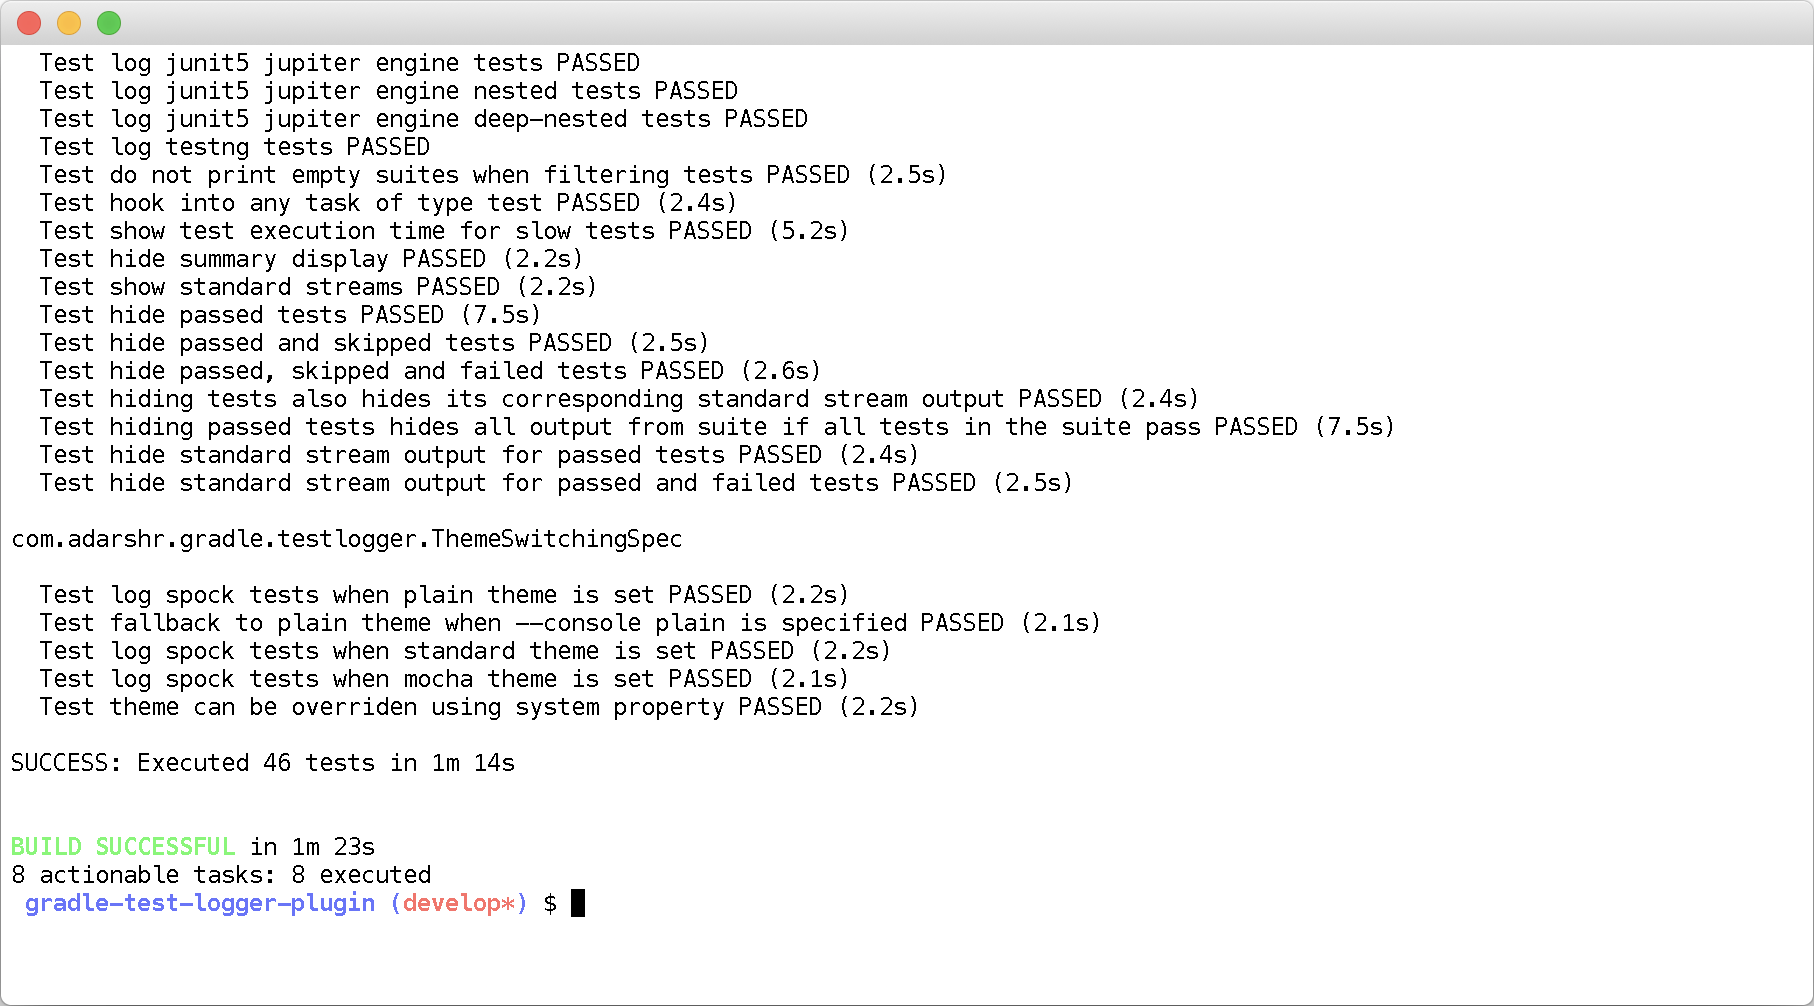 Test log junit5 jupiter engine tests PASSED
Test log junit5 jupiter engine nested tests PASSED
Test log junit5 jupiter engine deep-nested tests PASSED
Test log testng tests PASSED
Test do not print empty suites when filtering tests PASSED (2.5s)
Test hook into any task of type test PASSED (2.4s)
Test show test execution time for slow tests PASSED (5.2s)
Test hide summary display PASSED (2.2s)
Test show standard streams PASSED (2.2s)
Test hide passed tests PASSED (7.5s)
Test hide passed and skipped tests PASSED (2.5s)
Test hide passed, skipped and failed tests PASSED (2.6s)
Test hiding tests also hides its corresponding standard stream output PASSED (2.4s)
Test hiding passed tests hides all output from suite if all tests in the suite pass PASSED (7.5s)
Test hide standard stream output for passed tests PASSED (2.4s)
Test hide standard stream output for passed and failed tests PASSED (2.5s)
com.adarshr.gradle.testlogger.ThemeSwitchingSpec
Test log spock tests when plain theme is set PASSED (2.2s)
Test fallback to plain theme when --console plain is specified PASSED (2.1s)
Test log spock tests when standard theme is set PASSED (2.2s)
Test log spock tests when mocha theme is set PASSED (2.1s)
Test theme can be overriden using system property PASSED (2.2s)
SUCCESS: Executed 46 tests in 1m 14s
BUILD SUCCESSFUL in 1m 23s
8 actionable tasks: 8 executed
gradle-test-logger-plugin (develop*) $